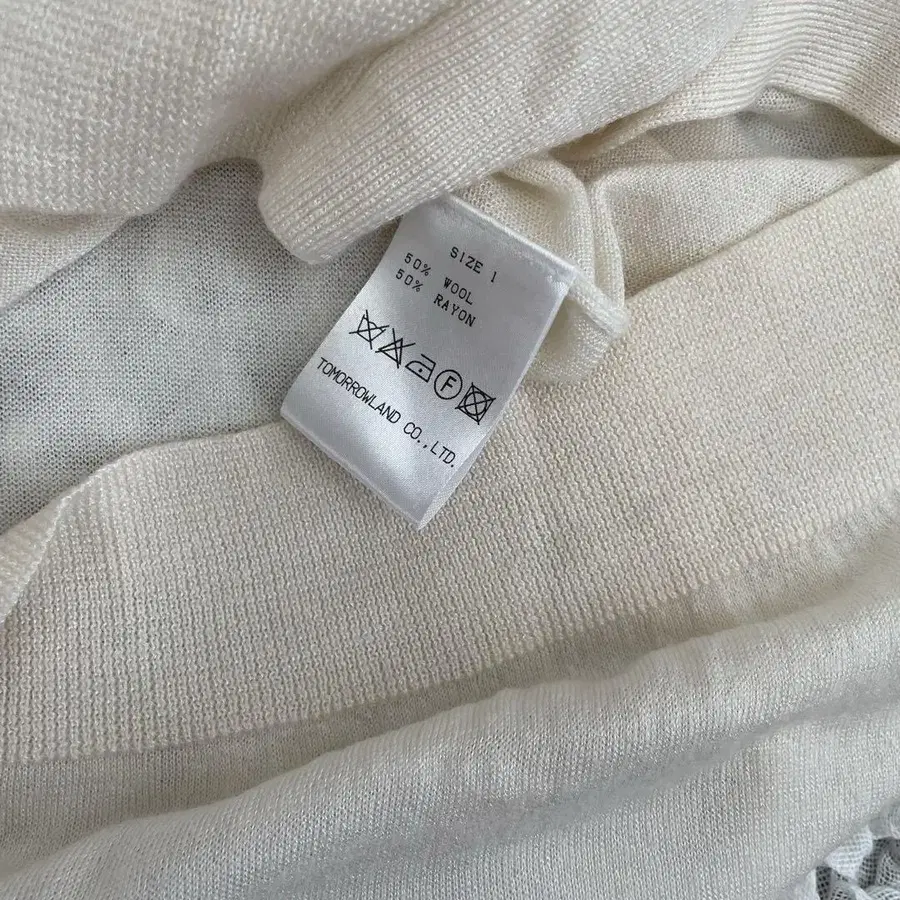 SIZE 1
50% WOOL
50% RAYON
F
TOMORROWLAND CO.,LTD.